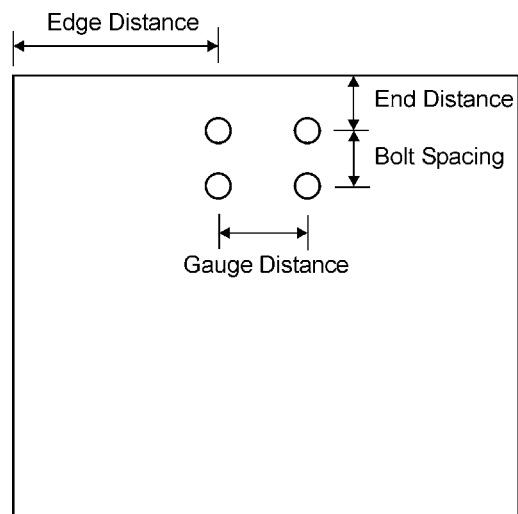 Edge Distance
End Distance
Bolt Spacing
Gauge Distance